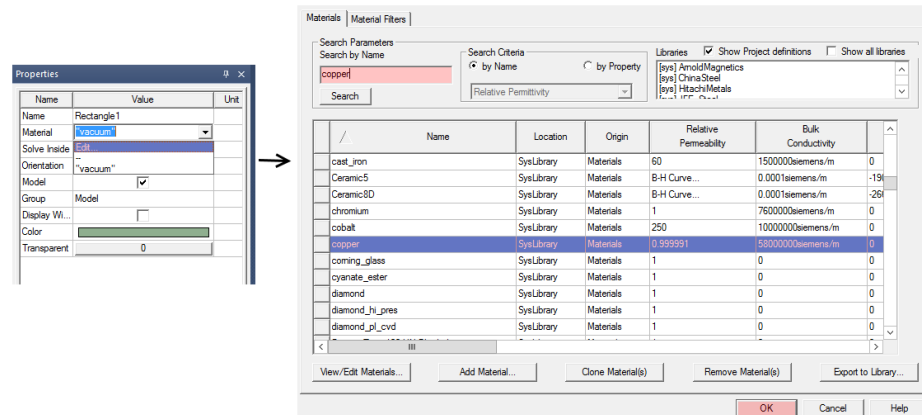 Properties
Name Value Unit
Name Rectangle1
Material "vacuum"
Solve Inside Edit...
--
Orientation "vacuum"
Model
Group Model
Display Wi...
Color
Transparent 0
Materials Material Filters
Search Parameters
Search by Name
copper
Search
Search Criteria
by Name by Property
Relative Permittivity
Libraries Show Project definitions Show all libraries
[sys] ArnoldMagnetics
[sys] ChinaSteel
[sys] HitachiMetals
Name Location Origin Relative Permeability Bulk Conductivity
cast_iron SysLibrary Materials 60 1500000siemens/m 0
Ceramic5 SysLibrary Materials B-H Curve... 0.0001siemens/m -190
Ceramic8D SysLibrary Materials B-H Curve... 0.0001siemens/m -260
chromium SysLibrary Materials 1 7600000siemens/m 0
cobalt SysLibrary Materials 250 10000000siemens/m 0
copper SysLibrary Materials 0.999991 58000000siemens/m 0
corning_glass SysLibrary Materials 1 0 0
cyanate_ester SysLibrary Materials 1 0 0
diamond SysLibrary Materials 1 0 0
diamond_hi_pres SysLibrary Materials 1 0 0
diamond_pl_cvd SysLibrary Materials 1 0 0
View/Edit Materials... Add Material... Clone Material(s) Remove Material(s) Export to Library...
OK Cancel Help